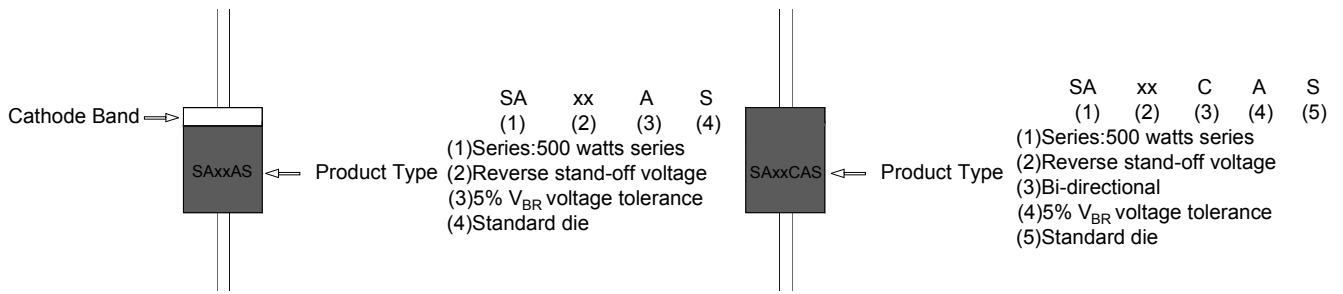 Cathode Band
SAxxAS
Product Type
SA xx A S
(1) (2) (3) (4)
(1)Series:500 watts series
(2)Reverse stand-off voltage
(3)5% VBR voltage tolerance
(4)Standard die
SAxxCAS
Product Type
SA xx C A S
(1) (2) (3) (4) (5)
(1)Series:500 watts series
(2)Reverse stand-off voltage
(3)Bi-directional
(4)5% VBR voltage tolerance
(5)Standard die